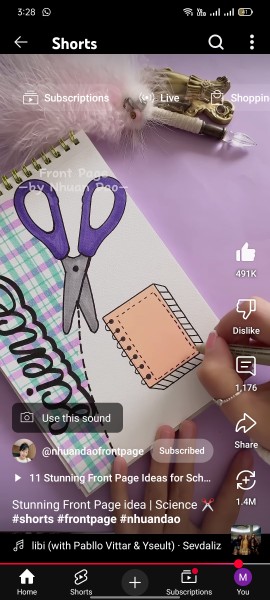 3:28
Shorts
Subscriptions
Live
Shoppin
Front Page
—by Nhuan Dao—
science
491K
Dislike
1,176
Use this sound
Share
@nhuandaofrontpage
Subscribed
11 Stunning Front Page Ideas for Sch...
1.4M
Stunning Front Page idea | Science ✂️
#shorts #frontpage #nhuandao
libi (with Pabllo Vittar & Yseult) · Sevdaliz
Home
Shorts
Subscriptions
M
You